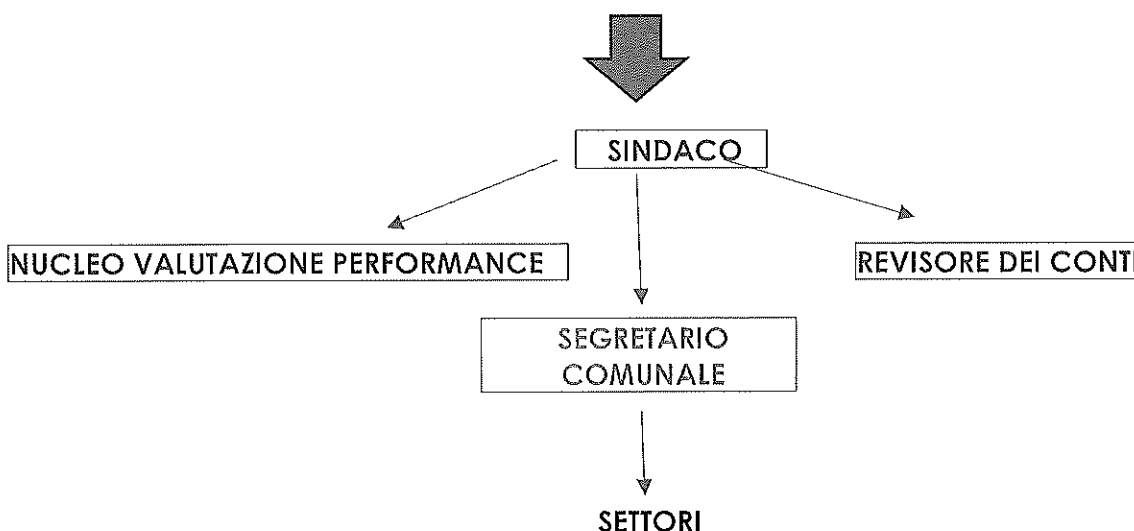 SINDACO
NUCLEO VALUTAZIONE PERFORMANCE
REVISORE DEI CONTI
SEGRETARIO
COMUNALE
SETTORI